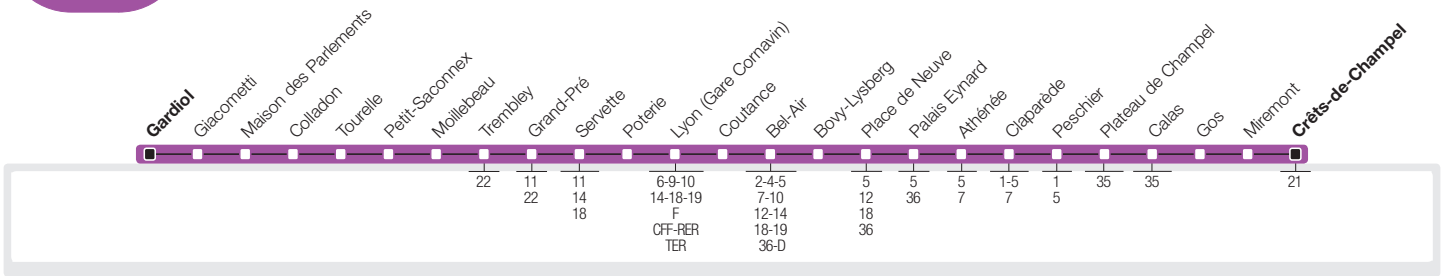 Gardiol
Giacometti
Maison des Parlements
Colladon
Tourelle
Petit-Saconnex
Moillebeau
Trembley
Grand-Pré
Servette
Poterie
Lyon (Gare Cornavin)
Coutance
Bel-Air
Bovy-Lysberg
Place de Neuve
Palais Eynard
Athénée
Claparède
Peschier
Plateau de Champel
Calas
Gos
Miremont
Crêts-de-Champel
22
11
22
11
14
18
6-9-10
14-18-19
F
CFF-RER
TER
2-4-5
7-10
12-14
18-19
36-D
5
12
18
36
5
36
5
7
1-5
7
1
5
35
35
21